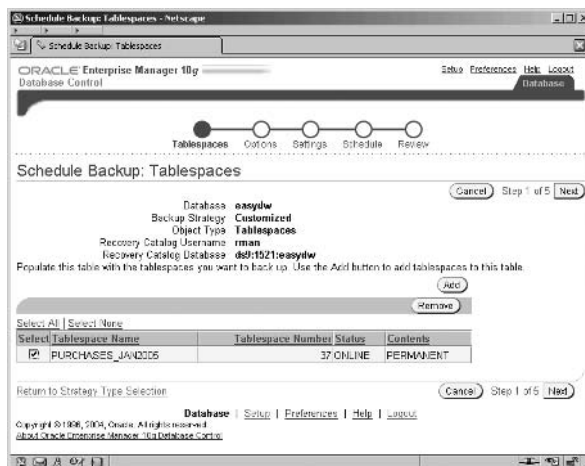 Schedule Backup: Tablespaces - Netscape
Schedule Backup: Tablespaces
ORACLE Enterprise Manager 10g
Database Control
Setup Preferences Help Logout
Database
Tablespaces Options Settings Schedule Review
Schedule Backup: Tablespaces
Cancel Step 1 of 5 Next
Database easydw
Backup Strategy Customized
Object Type Tablespaces
Recovery Catalog Username rman
Recovery Catalog Database ds9:1521:easydw
Populate this table with the tablespaces you want to back up. Use the Add button to add tablespaces to this table.
Add
Remove
Select All | Select None
Select Tablespace Name Tablespace Number Status Contents
PURCHASES_JAN2005 37 ONLINE PERMANENT
Return to Strategy Type Selection
Cancel Step 1 of 5 Next
Database | Setup | Preferences | Help | Logout
Copyright © 1996, 2004, Oracle. All rights reserved.
About Oracle Enterprise Manager 10g Database Control